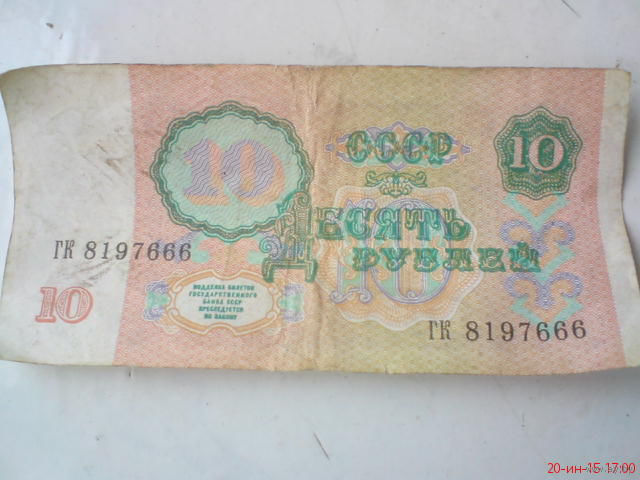 СССР
10
10
ДЕСЯТЬ
РУБЛЕЙ
10
ГК 8197666
10
ПОДДЕЛКА БИЛЕТОВ
ГОСУДАРСТВЕННОГО
БАНКА СССР
ПРЕСЛЕДУЕТСЯ
ПО ЗАКОНУ
ГК 8197666
20-ин-15 17:00